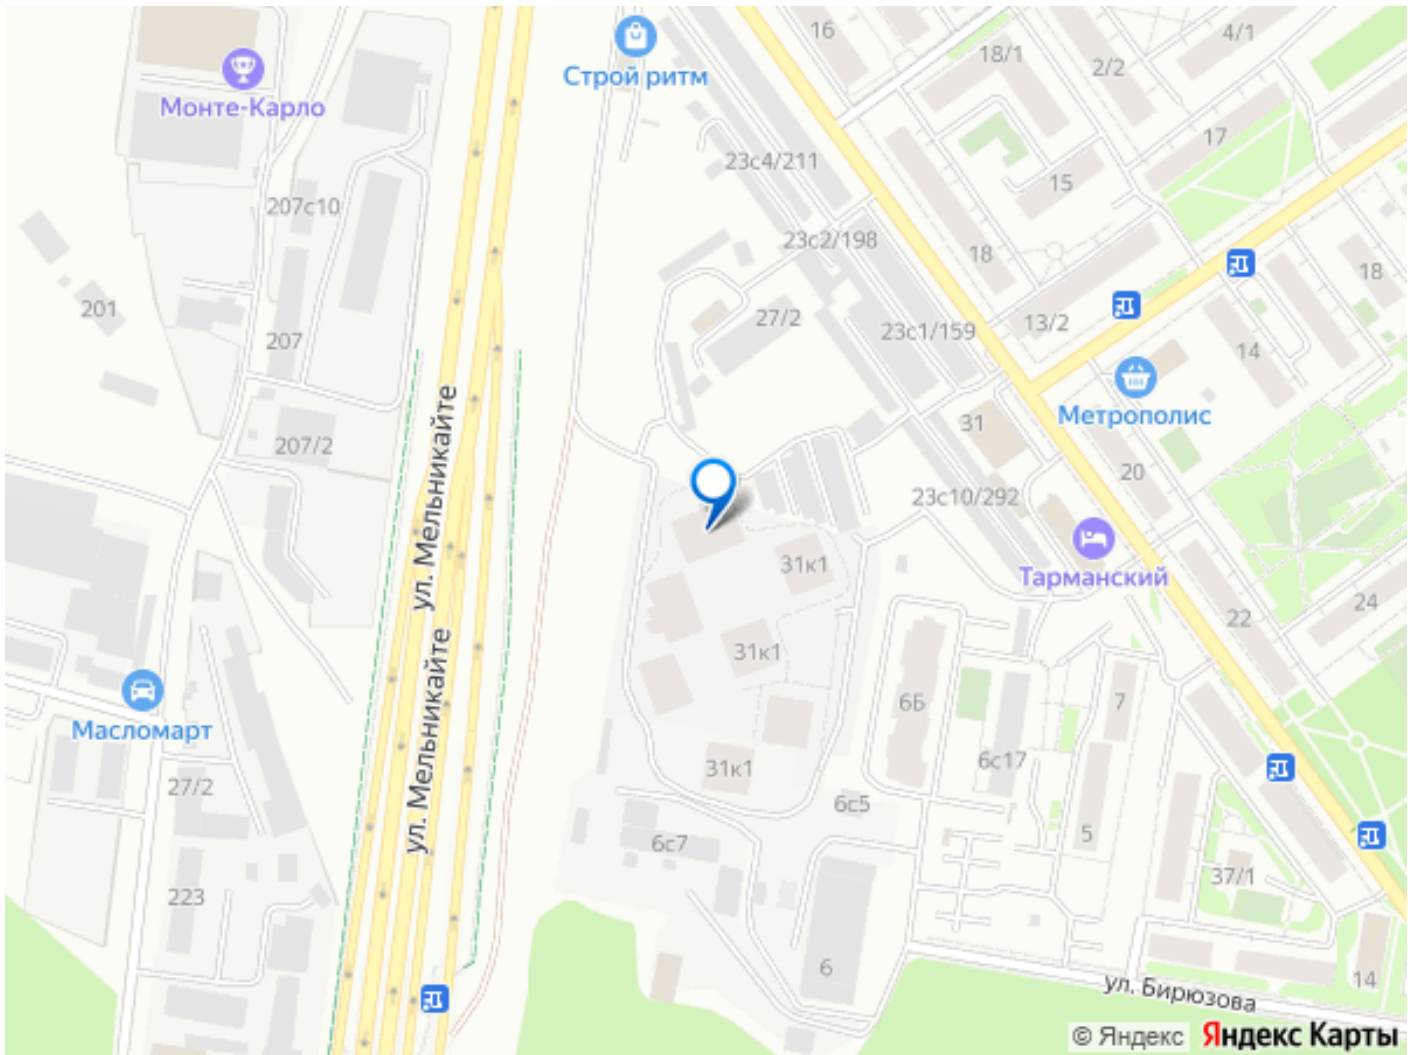 16
18/1
4/1
2/2
Строй ритм
Монте-Карло
17
23с4/211
15
207с10
23с2/198
18
18
201
27/2
13/2
207
23с1/159
14
ул. Мельникайте
Метрополис
31
207/2
20
23с10/292
31к1
Тарманский
24
22
ул. Мельникайте
31к1
6Б
7
Масломарт
6с17
31к1
27/2
6с5
5
6с7
37/1
223
6
14
ул. Бирюзова
© Яндекс Яндекс Карты